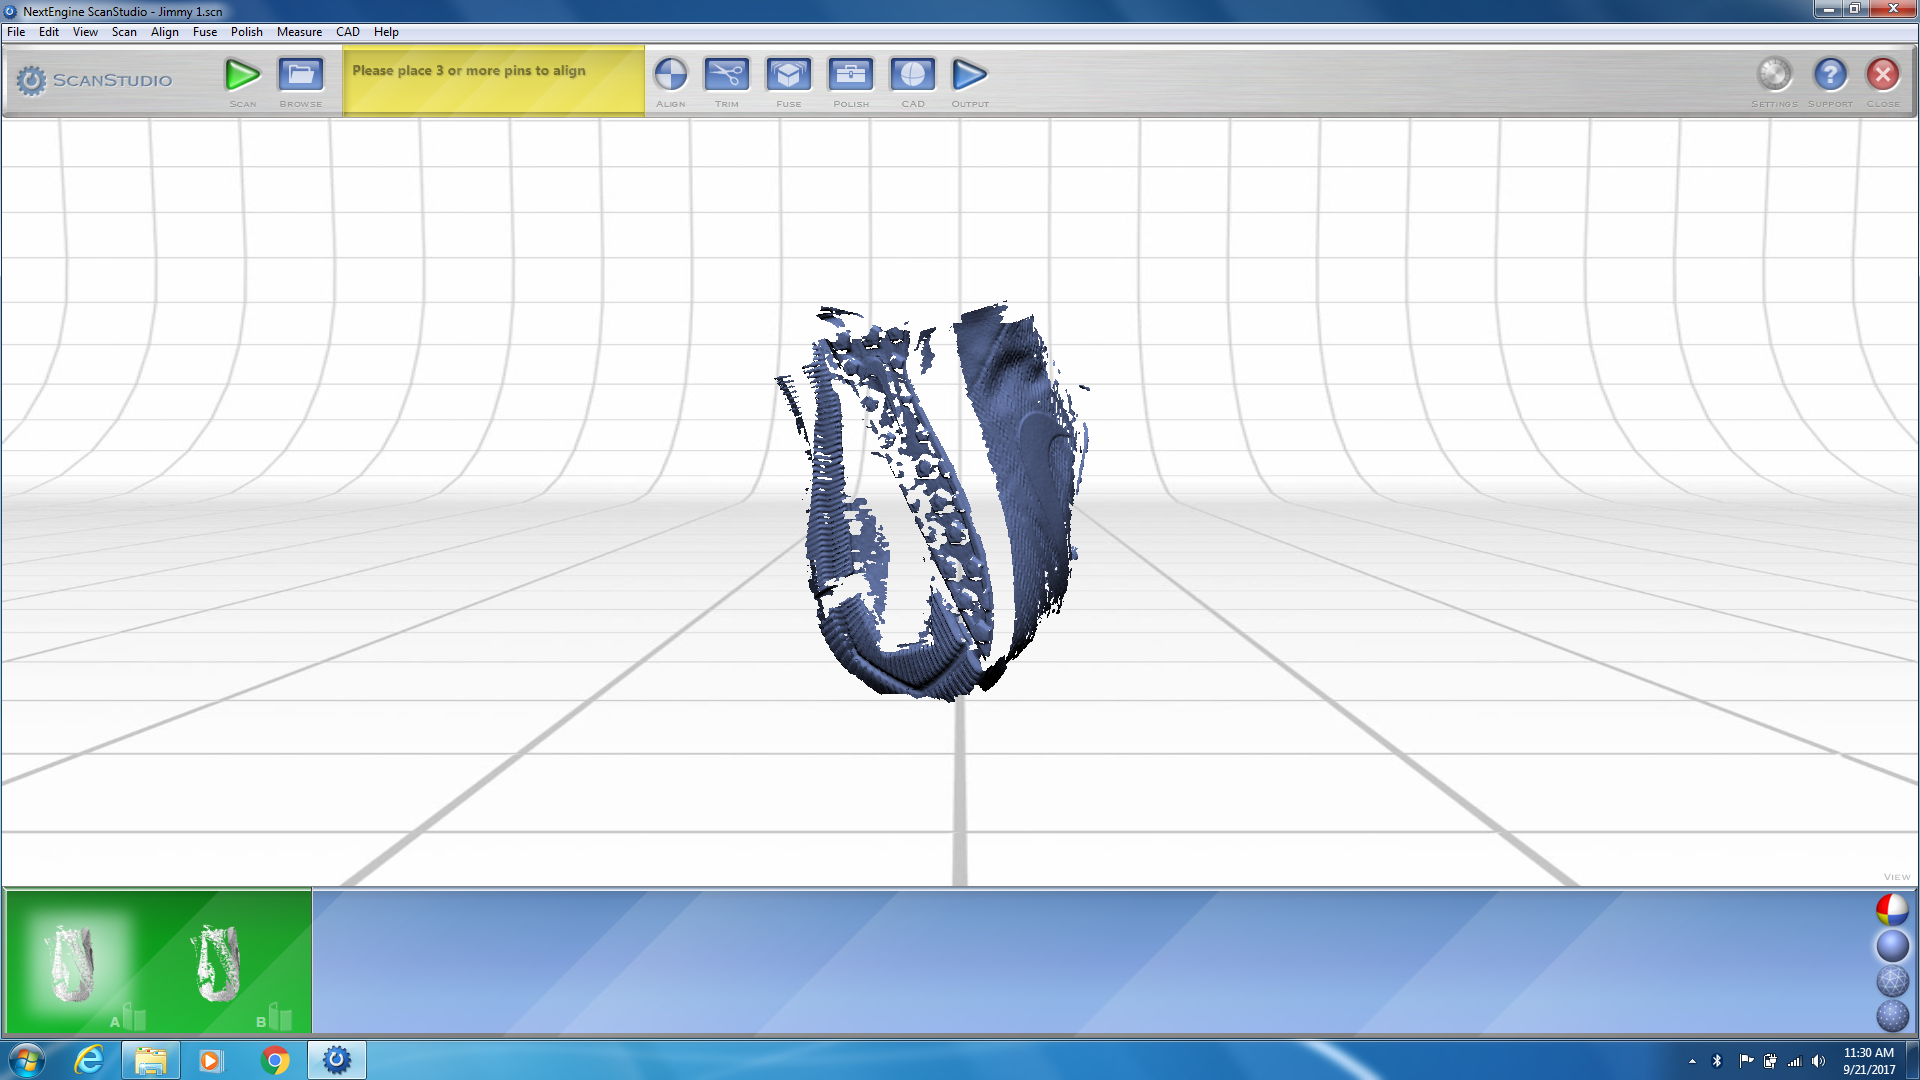 NextEngine ScanStudio - Jimmy 1.scn
File Edit View Scan Align Fuse Polish Measure CAD Help
SCANSTUDIO
SCAN
BROWSE
Please place 3 or more pins to align
ALIGN
TRIM
FUSE
POLISH
CAD
OUTPUT
SETTINGS
SUPPORT
CLOSE
VIEW
A
B
11:30 AM
9/21/2017